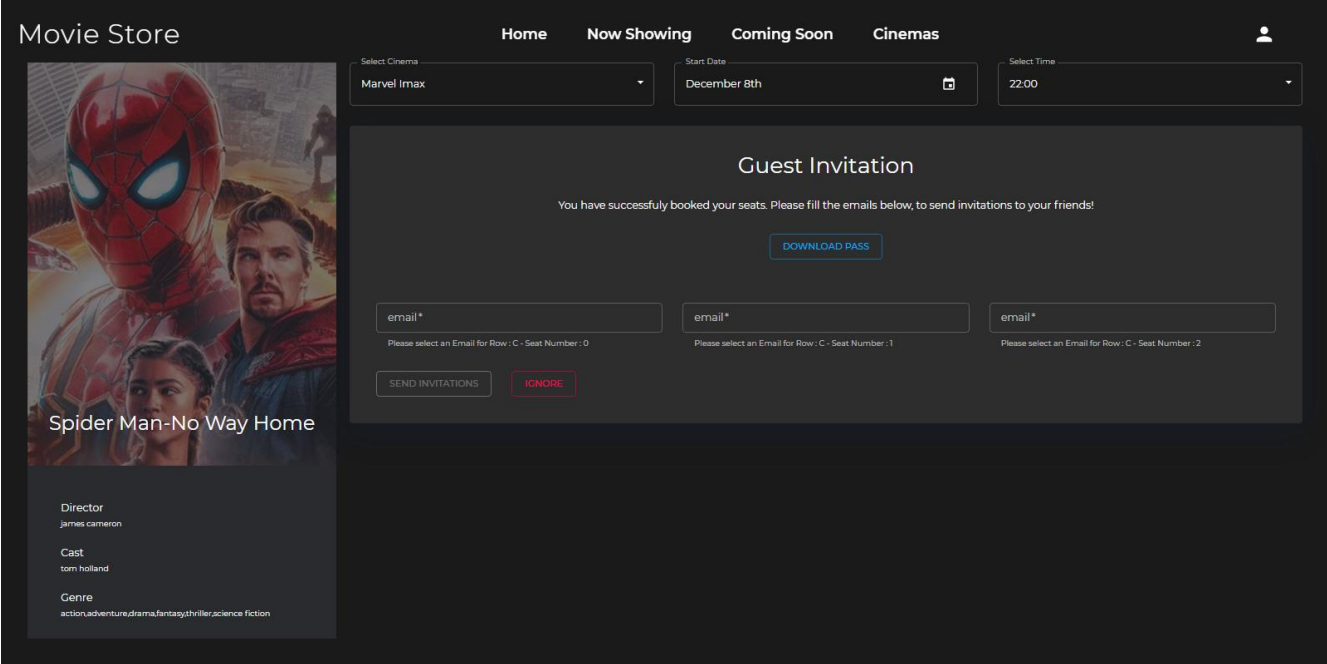 Movie Store
Home Now Showing Coming Soon Cinemas
Select Cinema
Marvel Imax
Start Date
December 8th
Select Time
22:00
Guest Invitation
You have successfuly booked your seats. Please fill the emails below, to send invitations to your friends!
DOWNLOAD PASS
email*
email*
email*
Please select an Email for Row : C - Seat Number : 0
Please select an Email for Row : C - Seat Number : 1
Please select an Email for Row : C - Seat Number : 2
SEND INVITATIONS
IGNORE
Spider Man-No Way Home
Director
james cameron
Cast
tom holland
Genre
action,adventure,drama,fantasy,thriller,science fiction